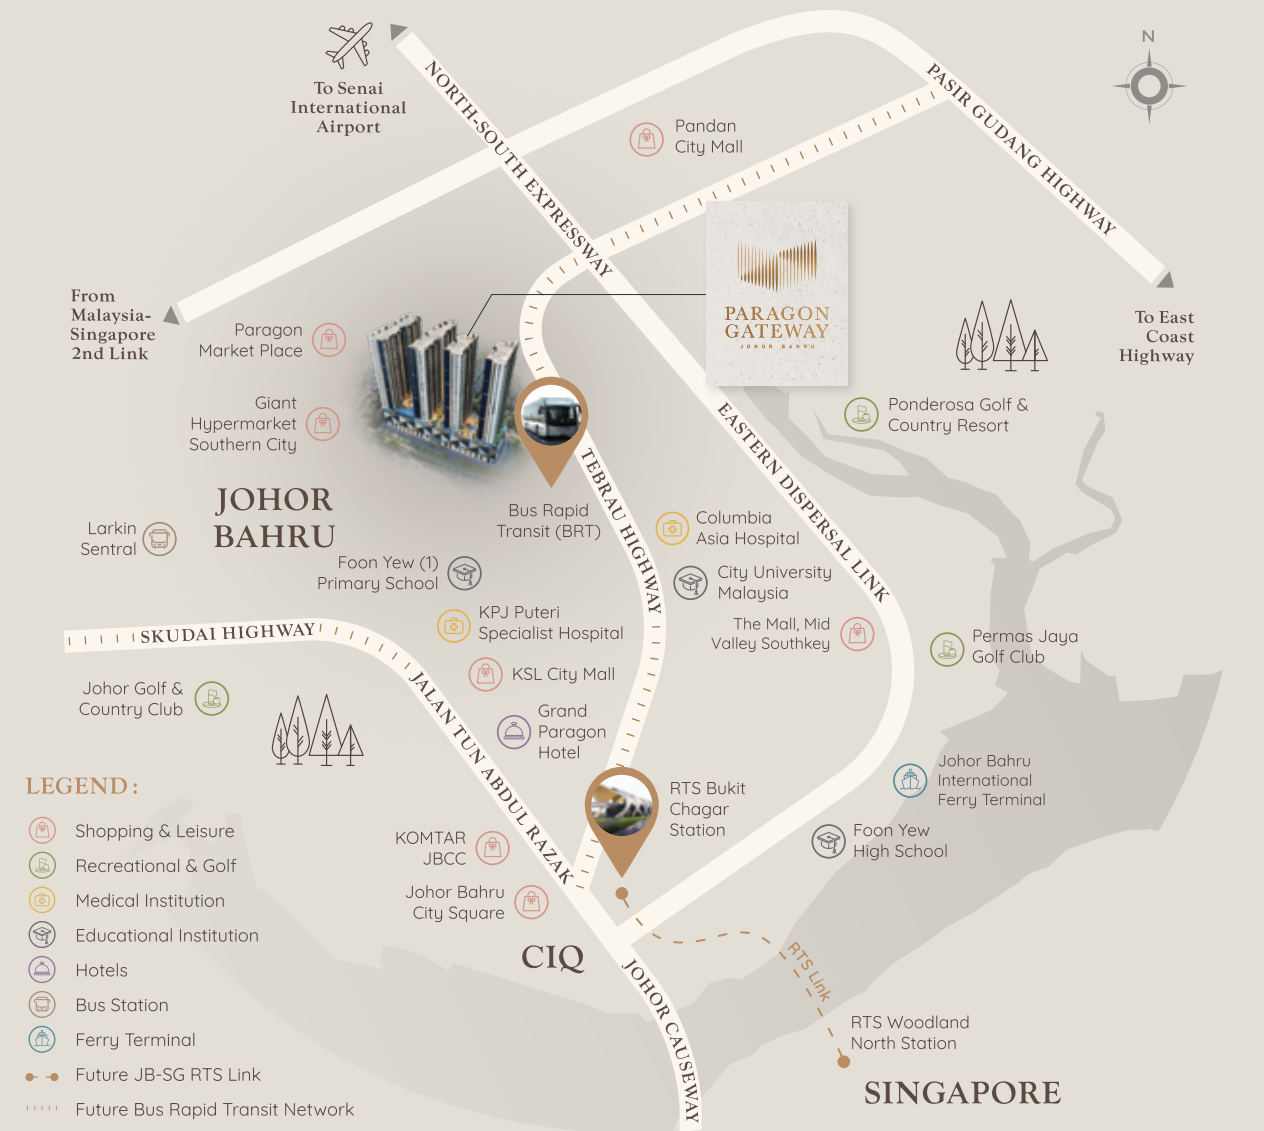 To Senai
International
Airport
NORTH-SOUTH EXPRESSWAY
PASIR GUDANG HIGHWAY
N
Pandan
City Mall
PARAGON
GATEWAY
JOHOR BAHRU
From
Malaysia-
Singapore
2nd Link
To East
Coast
Highway
Paragon
Market Place
Giant
Hypermarket
Southern City
Ponderosa Golf &
Country Resort
EASTERN DISPERSAL LINK
TEBRAU HIGHWAY
JOHOR
BAHRU
Larkin
Sentral
Bus Rapid
Transit (BRT)
Columbia
Asia Hospital
Foon Yew (1)
Primary School
City University
Malaysia
KPJ Puteri
Specialist Hospital
The Mall, Mid
Valley Southkey
Permas Jaya
Golf Club
SKUDAI HIGHWAY
KSL City Mall
Johor Golf &
Country Club
JALAN TUN ABDUL RAZAK
Grand
Paragon
Hotel
RTS Bukit
Chagar
Station
Johor Bahru
International
Ferry Terminal
Foon Yew
High School
KOMTAR
JBCC
Johor Bahru
City Square
CIQ
JOHOR CAUSEWAY
RTS Link
RTS Woodland
North Station
SINGAPORE
LEGEND :
Shopping & Leisure
Recreational & Golf
Medical Institution
Educational Institution
Hotels
Bus Station
Ferry Terminal
Future JB-SG RTS Link
Future Bus Rapid Transit Network